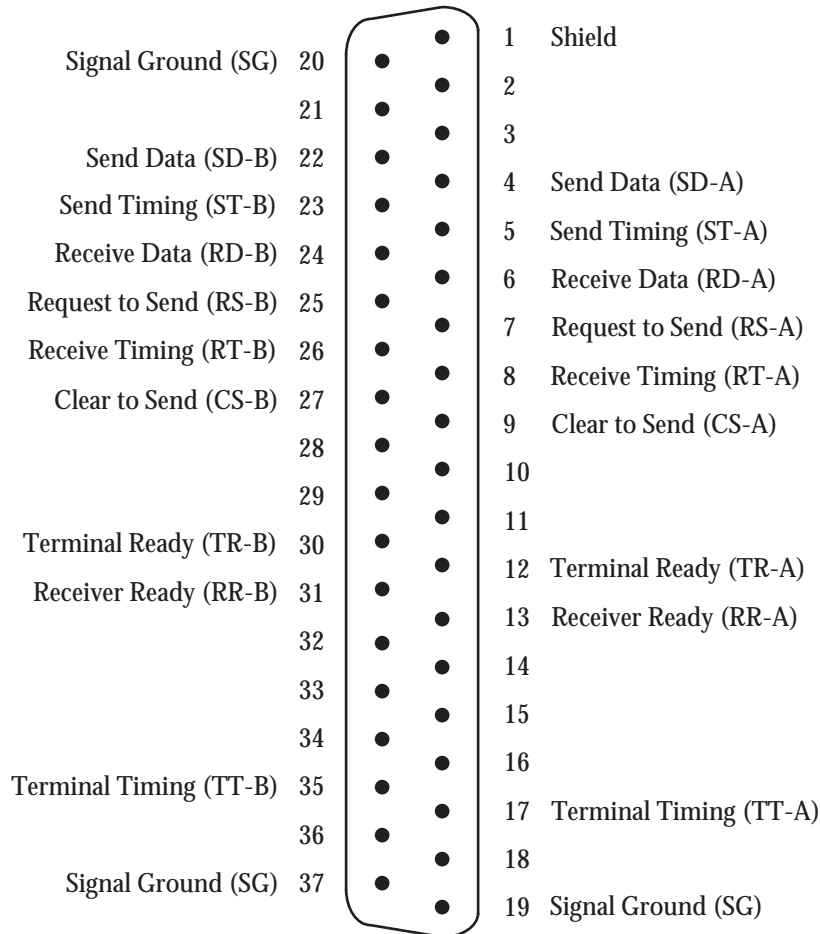 1 Shield
Signal Ground (SG) 20
2
21
3
Send Data (SD-B) 22
4 Send Data (SD-A)
Send Timing (ST-B) 23
5 Send Timing (ST-A)
Receive Data (RD-B) 24
6 Receive Data (RD-A)
Request to Send (RS-B) 25
7 Request to Send (RS-A)
Receive Timing (RT-B) 26
8 Receive Timing (RT-A)
Clear to Send (CS-B) 27
9 Clear to Send (CS-A)
28
10
29
11
Terminal Ready (TR-B) 30
12 Terminal Ready (TR-A)
Receiver Ready (RR-B) 31
13 Receiver Ready (RR-A)
32
14
33
15
34
16
Terminal Timing (TT-B) 35
17 Terminal Timing (TT-A)
36
18
Signal Ground (SG) 37
19 Signal Ground (SG)